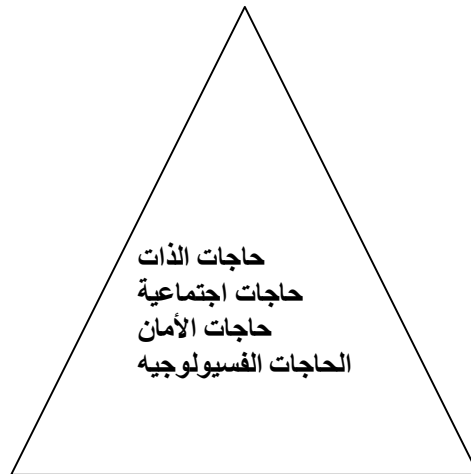 حاجات الذات
حاجات اجتماعية
حاجات الأمان
الحاجات الفسيولوجيه